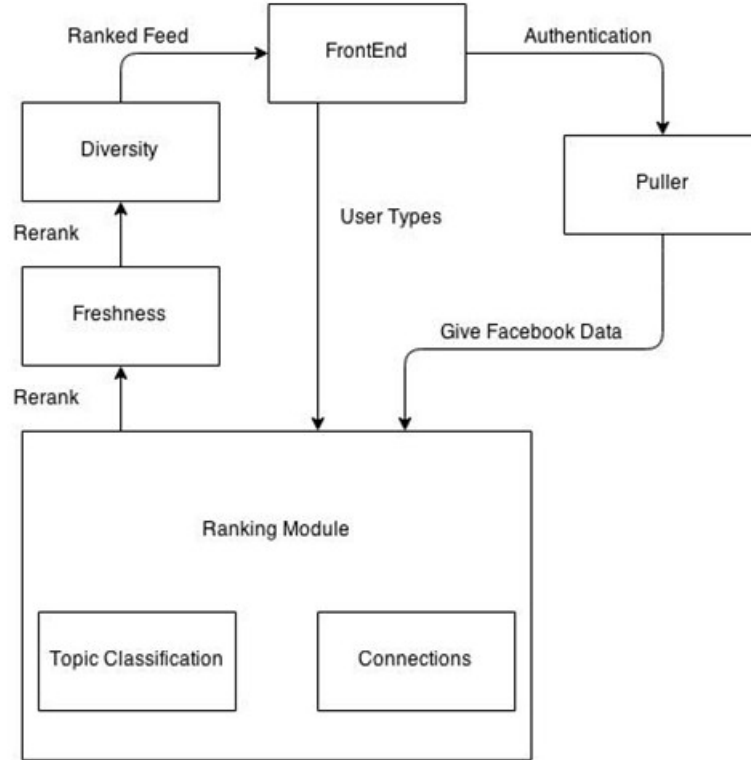 Ranked Feed
FrontEnd
Authentication
Diversity
Puller
User Types
Rerank
Freshness
Give Facebook Data
Rerank
Ranking Module
Topic Classification
Connections